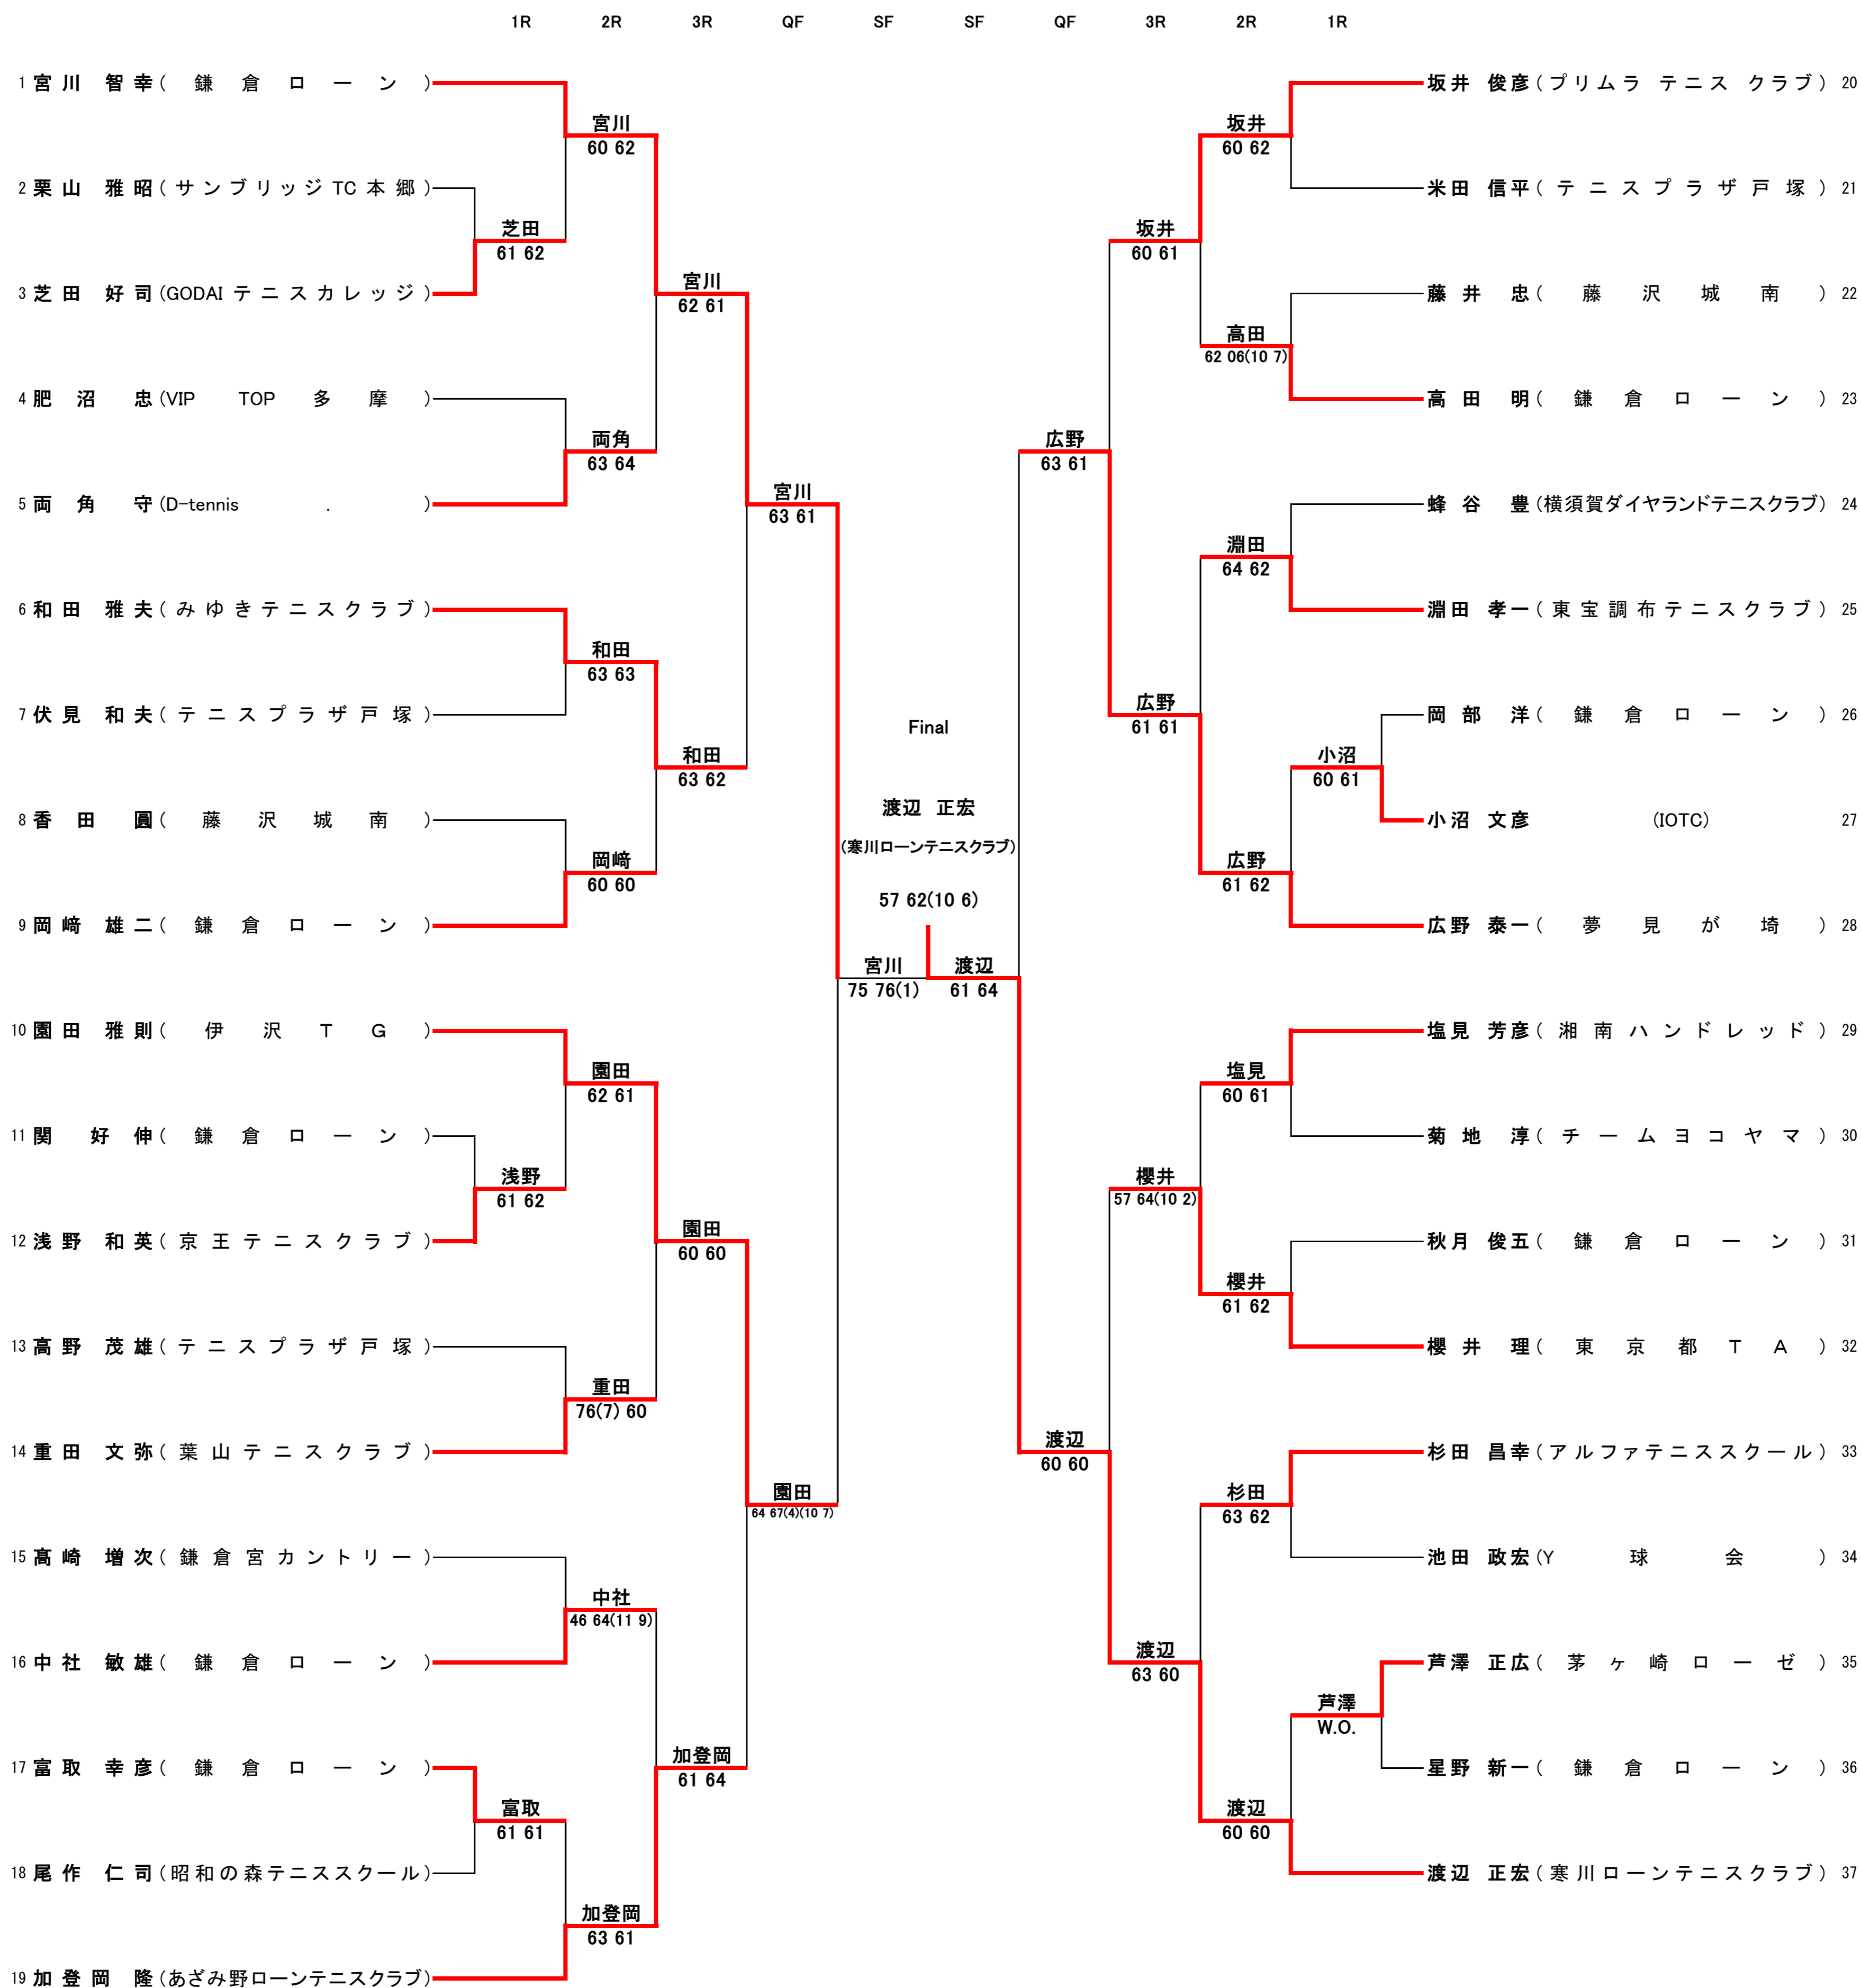 1R 2R 3R QF SF SF QF 3R 2R 1R
1 宮川 智幸 (鎌倉ローン)
2 栗山 雅昭 (サンブリッジTC本郷)
3 芝田 好司 (GODAI テニスカレッジ)
4 肥沼 忠 (VIP TOP 多摩)
5 両角 守 (D-tennis .)
6 和田 雅夫 (みゆきテニスクラブ)
7 伏見 和夫 (テニスプラザ戸塚)
8 香田 圓 (藤沢城南)
9 岡﨑 雄二 (鎌倉ローン)
10 園田 雅則 (伊沢TG)
11 関 好伸 (鎌倉ローン)
12 浅野 和英 (京王テニスクラブ)
13 高野 茂雄 (テニスプラザ戸塚)
14 重田 文弥 (葉山テニスクラブ)
15 髙崎 増次 (鎌倉宮カントリー)
16 中社 敏雄 (鎌倉ローン)
17 富取 幸彦 (鎌倉ローン)
18 尾作 仁司 (昭和の森テニススクール)
19 加登岡 隆 (あざみ野ローンテニスクラブ)
芝田
61 62
浅野
61 62
富取
61 61
宮川
60 62
両角
63 64
和田
63 63
岡﨑
60 60
園田
62 61
重田
76(7) 60
中社
46 64(11 9)
加登岡
63 61
宮川
62 61
和田
63 62
園田
60 60
加登岡
61 64
宮川
63 61
園田
64 67(4)(10 7)
宮川
75 76(1)
Final
渡辺 正宏
(寒川ローンテニスクラブ)
57 62(10 6)
渡辺
61 64
広野
63 61
渡辺
60 60
坂井
60 61
広野
61 61
櫻井
57 64(10 2)
渡辺
63 60
坂井
60 62
高田
62 06(10 7)
淵田
64 62
広野
61 62
塩見
60 61
櫻井
61 62
杉田
63 62
渡辺
60 60
小沼
60 61
芦澤
W.O.
坂井 俊彦 (プリムラ テニス クラブ) 20
米田 信平 (テニスプラザ戸塚) 21
藤井 忠 (藤沢城南) 22
高田 明 (鎌倉ローン) 23
蜂谷 豊 (横須賀ダイヤランドテニスクラブ) 24
淵田 孝一 (東宝調布テニスクラブ) 25
岡部 洋 (鎌倉ローン) 26
小沼 文彦 (IOTC) 27
広野 泰一 (夢見が埼) 28
塩見 芳彦 (湘南ハンドレッド) 29
菊地 淳 (チームヨコヤマ) 30
秋月 俊五 (鎌倉ローン) 31
櫻井 理 (東京都TA) 32
杉田 昌幸 (アルファテニススクール) 33
池田 政宏 (Y球会) 34
芦澤 正広 (茅ヶ崎ローゼ) 35
星野 新一 (鎌倉ローン) 36
渡辺 正宏 (寒川ローンテニスクラブ) 37